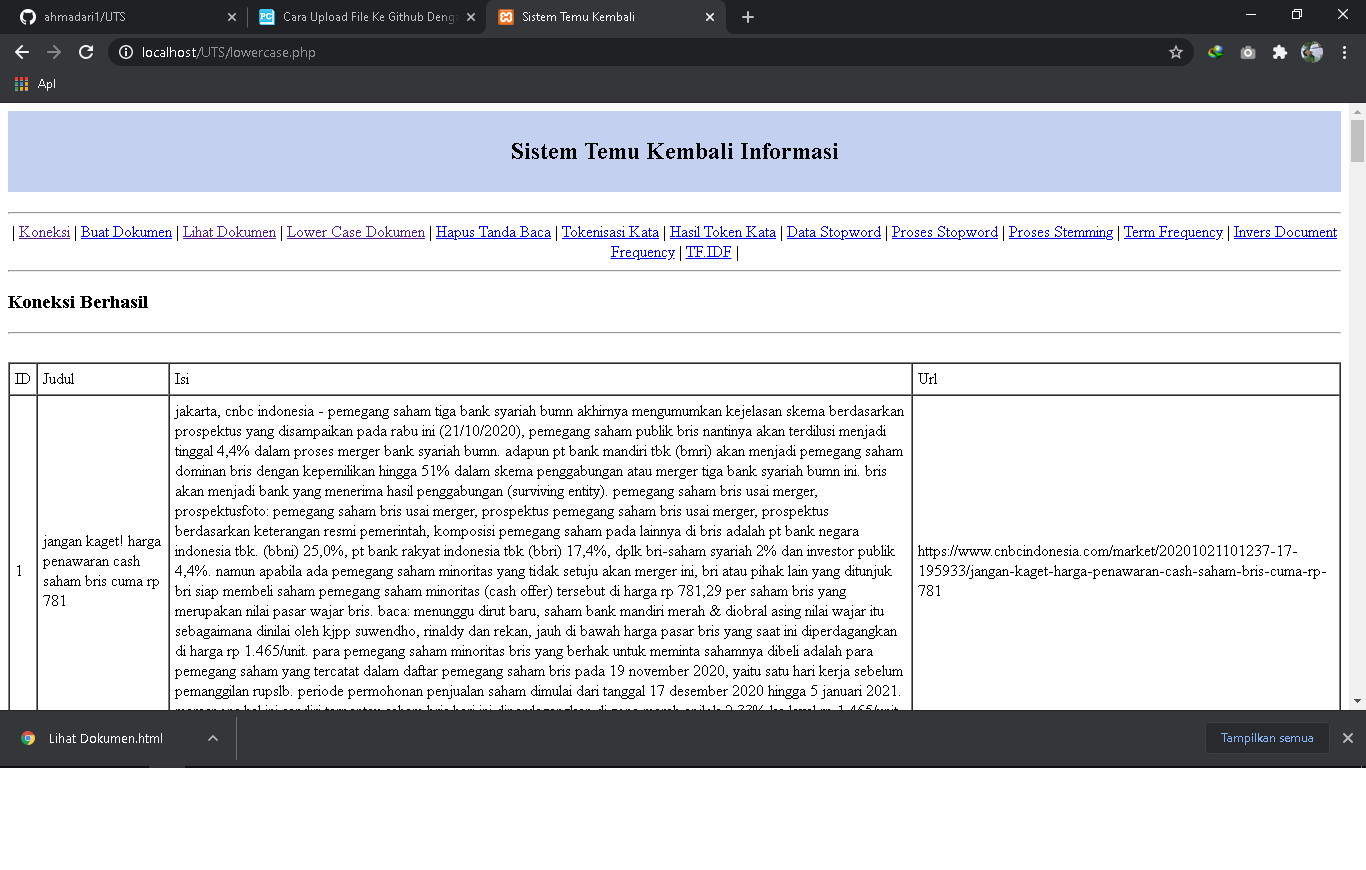 ahmadari1/UTS
Cara Upload File Ke Github Deng
Sistem Temu Kembali
localhost/UTS/lowercase.php
Apl
Sistem Temu Kembali Informasi
| Koneksi | Buat Dokumen | Lihat Dokumen | Lower Case Dokumen | Hapus Tanda Baca | Tokenisasi Kata | Hasil Token Kata | Data Stopword | Proses Stopword | Proses Stemming | Term Frequency | Invers Document
Frequency | TF.IDF |
Koneksi Berhasil
ID Judul Isi Url
1
jangan kaget! harga
penawaran cash
saham bris cuma rp
781
jakarta, cnbc indonesia - pemegang saham tiga bank syariah bumn akhirnya mengumumkan kejelasan skema berdasarkan
prospektus yang disampaikan pada rabu ini (21/10/2020), pemegang saham publik bris nantinya akan terdilusi menjadi
tinggal 4,4% dalam proses merger bank syariah bumn. adapun pt bank mandiri tbk (bmri) akan menjadi pemegang saham
dominan bris dengan kepemilikan hingga 51% dalam skema penggabungan atau merger tiga bank syariah bumn ini. bris
akan menjadi bank yang menerima hasil penggabungan (surviving entity). pemegang saham bris usai merger,
prospektusfoto: pemegang saham bris usai merger, prospektus pemegang saham bris usai merger, prospektus
berdasarkan keterangan resmi pemerintah, komposisi pemegang saham pada lainnya di bris adalah pt bank negara
indonesia tbk. (bbni) 25,0%, pt bank rakyat indonesia tbk (bbri) 17,4%, dplk bri-saham syariah 2% dan investor publik
4,4%. namun apabila ada pemegang saham minoritas yang tidak setuju akan merger ini, bri atau pihak lain yang ditunjuk
bri siap membeli saham pemegang saham minoritas (cash offer) tersebut di harga rp 781,29 per saham bris yang
merupakan nilai pasar wajar bris. baca: menunggu dirut baru, saham bank mandiri merah & diobral asing nilai wajar itu
sebagaimana dinilai oleh kjpp suwendho, rinaldy dan rekan, jauh di bawah harga pasar bris yang saat ini diperdagangkan
di harga rp 1.465/unit. para pemegang saham minoritas bris yang berhak untuk meminta sahamnya dibeli adalah para
pemegang saham yang tercatat dalam daftar pemegang saham bris pada 19 november 2020, yaitu satu hari kerja sebelum
pemanggilan rupslb. periode permohonan penjualan saham dimulai dari tanggal 17 desember 2020 hingga 5 januari 2021.
https://www.cnbcindonesia.com/market/20201021101237-17-
195933/jangan-kaget-harga-penawaran-cash-saham-bris-cuma-rp-
781
Lihat Dokumen.html
Tampilkan semua